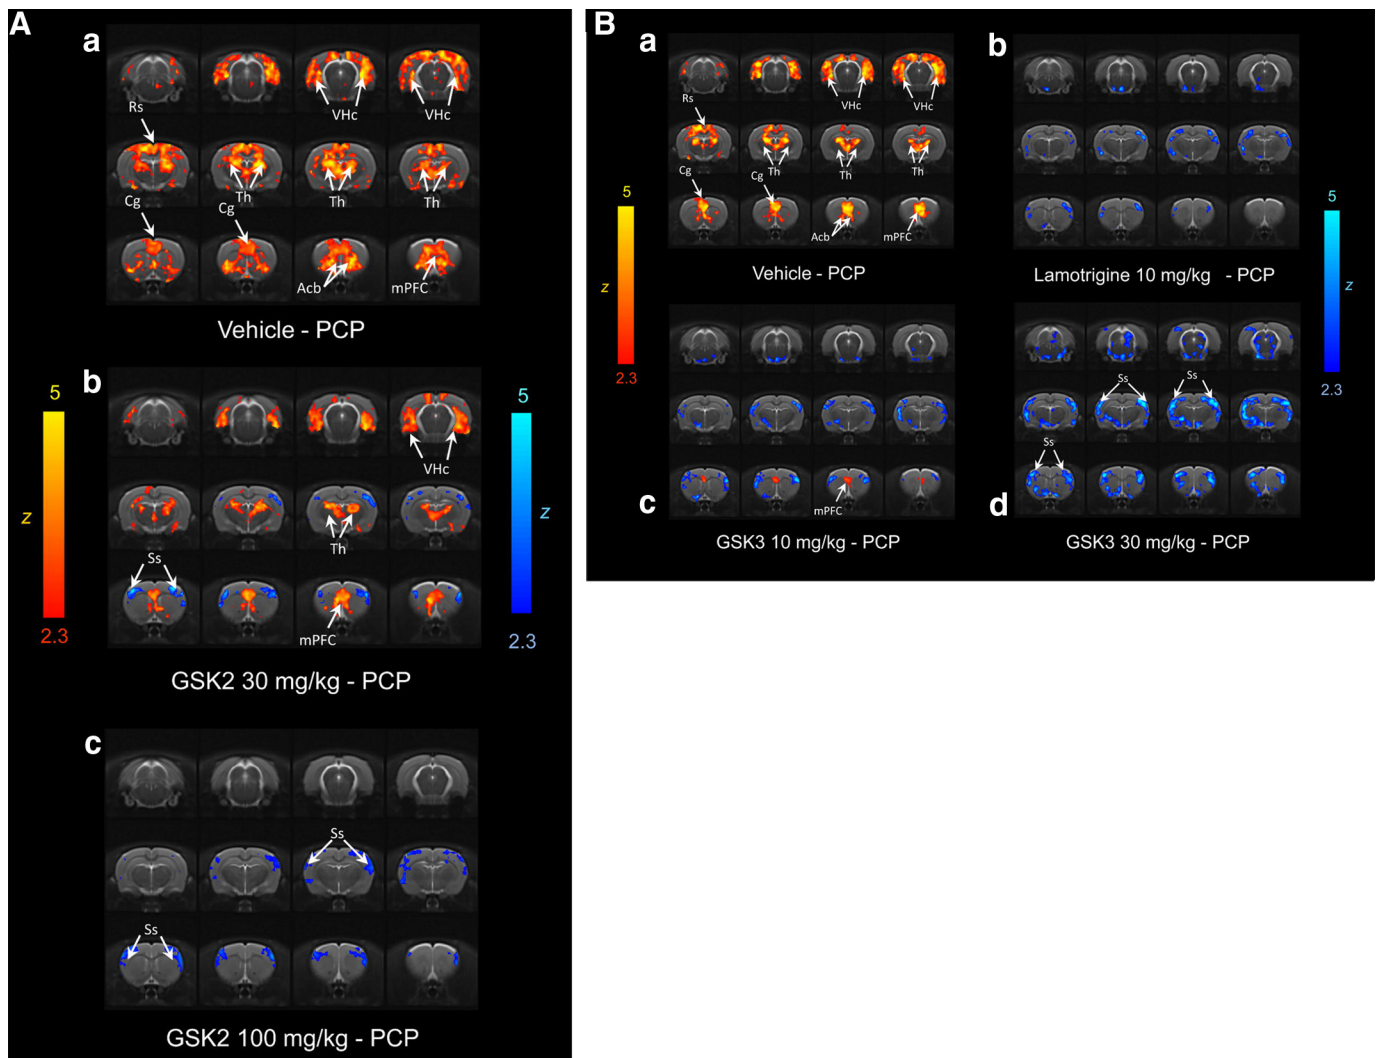 A
a
Rs
VHc
VHc
Cg
Th
Cg
Th
Th
Acb
mPFC
Vehicle - PCP
b
5
5
z
z
2.3
2.3
VHc
Th
Ss
mPFC
GSK2 30 mg/kg - PCP
c
Ss
Ss
GSK2 100 mg/kg - PCP
B
a
Rs
VHc
VHc
Cg
Th
Cg
Th
Th
Acb
mPFC
Vehicle - PCP
5
z
2.3
b
Lamotrigine 10 mg/kg - PCP
5
z
2.3
mPFC
c
GSK3 10 mg/kg - PCP
Ss
Ss
Ss
d
GSK3 30 mg/kg - PCP